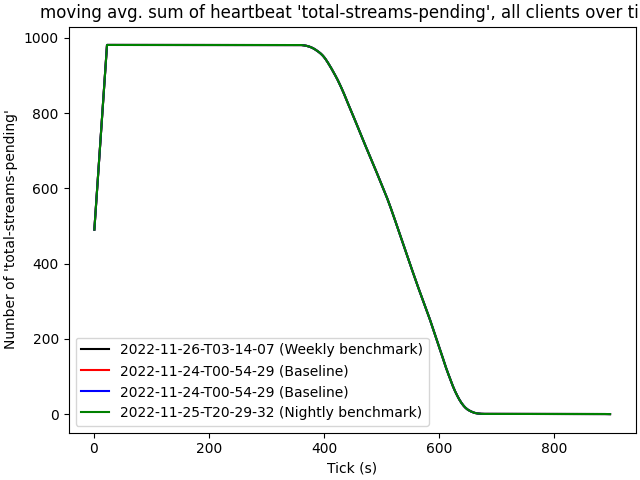 moving avg. sum of heartbeat 'total-streams-pending', all clients over ti
Number of 'total-streams-pending'
1000
800
600
400
200
0
2022-11-26-T03-14-07 (Weekly benchmark)
2022-11-24-T00-54-29 (Baseline)
2022-11-24-T00-54-29 (Baseline)
2022-11-25-T20-29-32 (Nightly benchmark)
0 200 400 600 800
Tick (s)